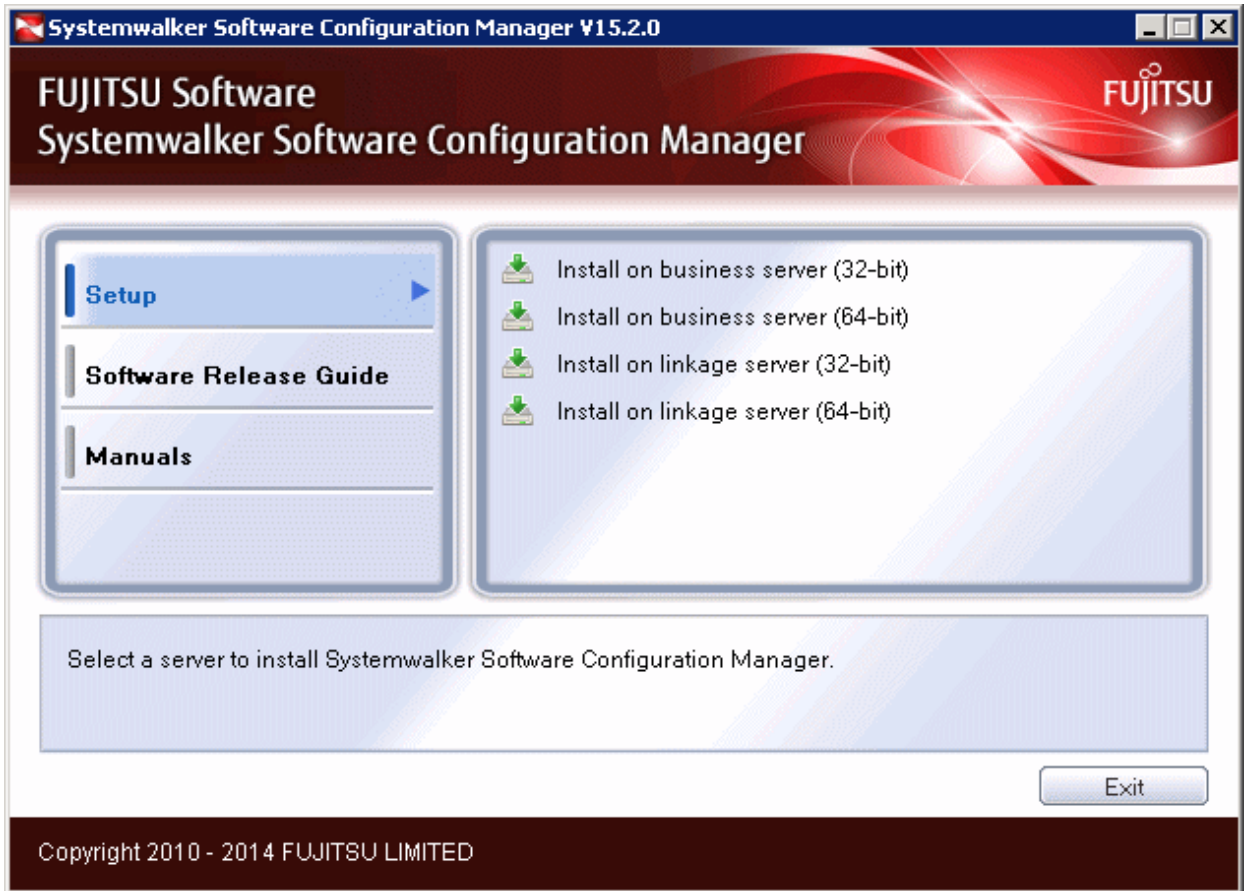 Systemwalker Software Configuration Manager V15.2.0
FUJITSU Software
Systemwalker Software Configuration Manager
FUJITSU
Setup
Software Release Guide
Manuals
Install on business server (32-bit)
Install on business server (64-bit)
Install on linkage server (32-bit)
Install on linkage server (64-bit)
Select a server to install Systemwalker Software Configuration Manager.
Exit
Copyright 2010 - 2014 FUJITSU LIMITED